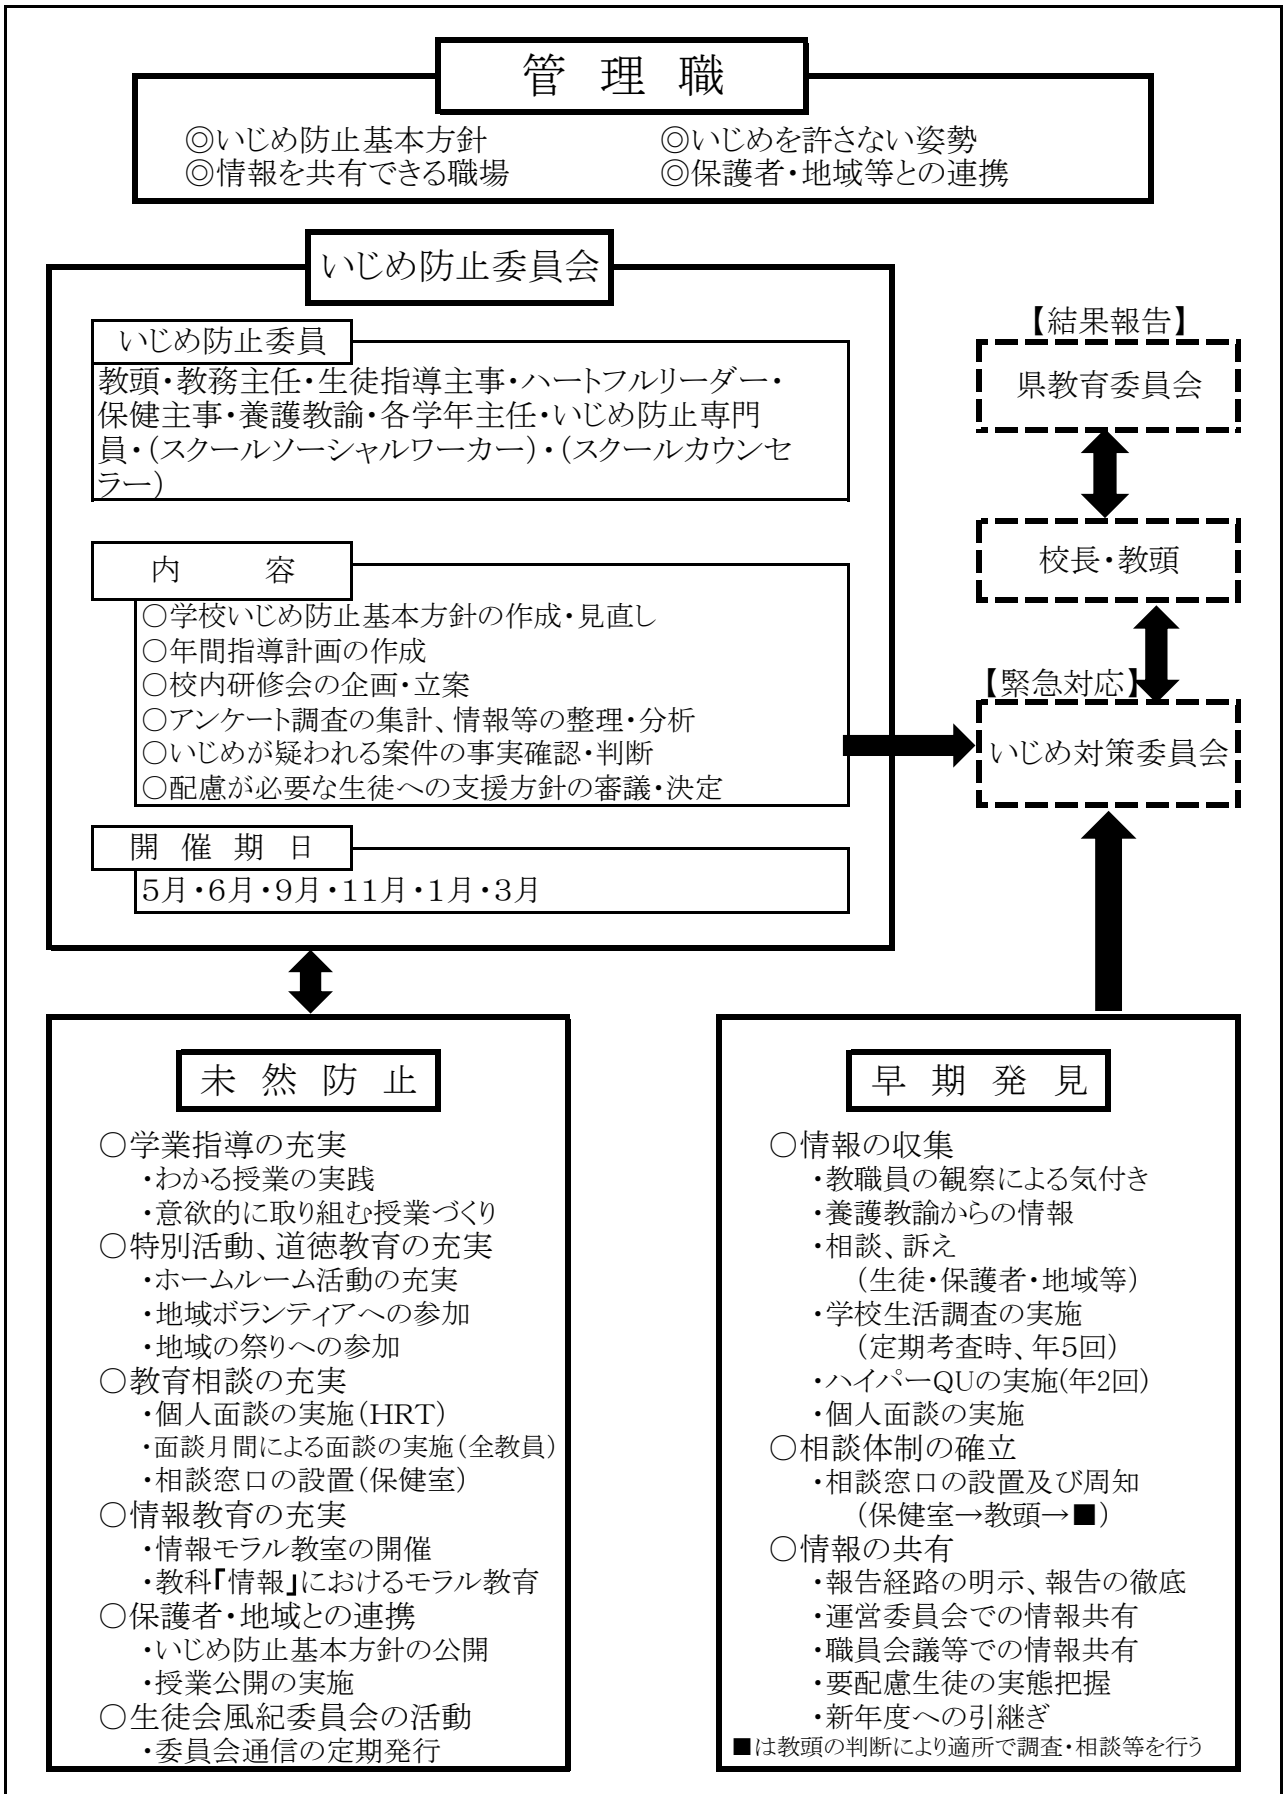 管理職
◎いじめ防止基本方針
◎いじめを許さない姿勢
◎情報を共有できる職場
◎保護者・地域等との連携
いじめ防止委員会
いじめ防止委員
教頭・教務主任・生徒指導主事・ハートフルリーダー・
保健主事・養護教諭・各学年主任・いじめ防止専門
員・(スクールソーシャルワーカー)・(スクールカウンセ
ラー)
内　容
○学校いじめ防止基本方針の作成・見直し
○年間指導計画の作成
○校内研修会の企画・立案
○アンケート調査の集計、情報等の整理・分析
○いじめが疑われる案件の事実確認・判断
○配慮が必要な生徒への支援方針の審議・決定
開催期日
5月・6月・9月・11月・1月・3月
【結果報告】
県教育委員会
校長・教頭
【緊急対応】
いじめ対策委員会
未然防止
○学業指導の充実
・わかる授業の実践
・意欲的に取り組む授業づくり
○特別活動、道徳教育の充実
・ホームルーム活動の充実
・地域ボランティアへの参加
・地域の祭りへの参加
○教育相談の充実
・個人面談の実施(HRT)
・面談月間による面談の実施(全教員)
・相談窓口の設置(保健室)
○情報教育の充実
・情報モラル教室の開催
・教科「情報」におけるモラル教育
○保護者・地域との連携
・いじめ防止基本方針の公開
・授業公開の実施
○生徒会風紀委員会の活動
・委員会通信の定期発行
早期発見
○情報の収集
・教職員の観察による気付き
・養護教諭からの情報
・相談、訴え
(生徒・保護者・地域等)
・学校生活調査の実施
(定期考査時、年5回)
・ハイパーQUの実施(年2回)
・個人面談の実施
○相談体制の確立
・相談窓口の設置及び周知
(保健室→教頭→■)
○情報の共有
・報告経路の明示、報告の徹底
・運営委員会での情報共有
・職員会議等での情報共有
・要配慮生徒の実態把握
・新年度への引継ぎ
■は教頭の判断により適所で調査・相談等を行う